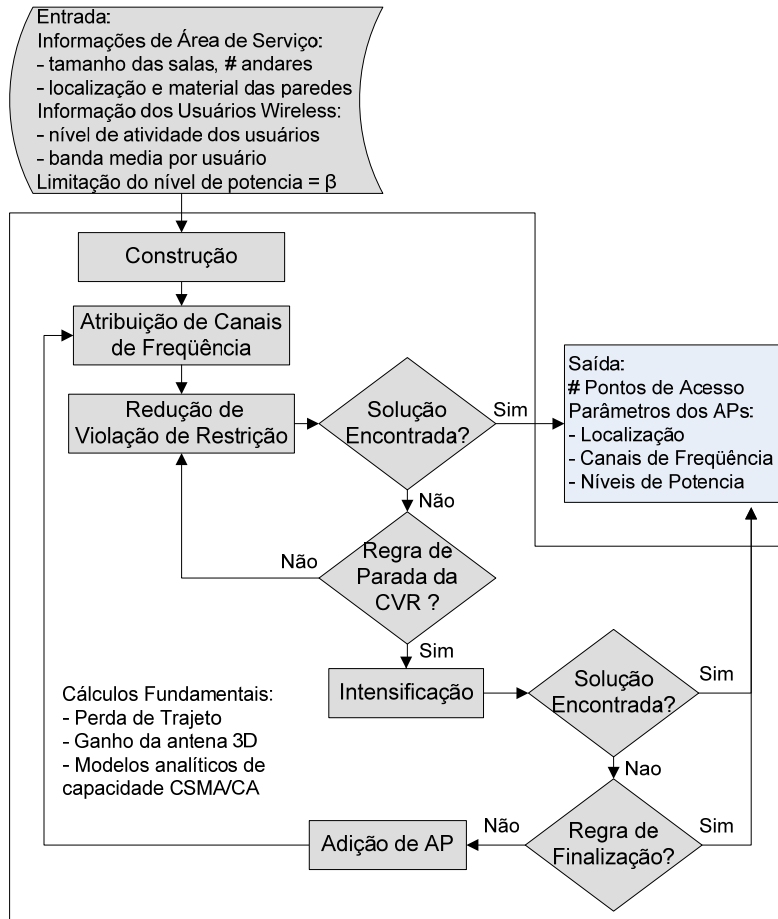 Entrada:
Informações de Área de Serviço:
- tamanho das salas, # andares
- localização e material das paredes
Informação dos Usuários Wireless:
- nível de atividade dos usuários
- banda media por usuário
Limitação do nível de potencia = β
Construção
Atribuição de Canais
de Freqüência
Redução de
Violação de Restrição
Solução
Encontrada?
Sim
Saída:
# Pontos de Acesso
Parâmetros dos APs:
- Localização
- Canais de Freqüência
- Níveis de Potencia
Não
Regra de
Parada da
CVR ?
Não
Sim
Intensificação
Solução
Encontrada?
Sim
Cálculos Fundamentais:
- Perda de Trajeto
- Ganho da antena 3D
- Modelos analíticos de
capacidade CSMA/CA
Nao
Regra de
Finalização?
Sim
Não
Adição de AP